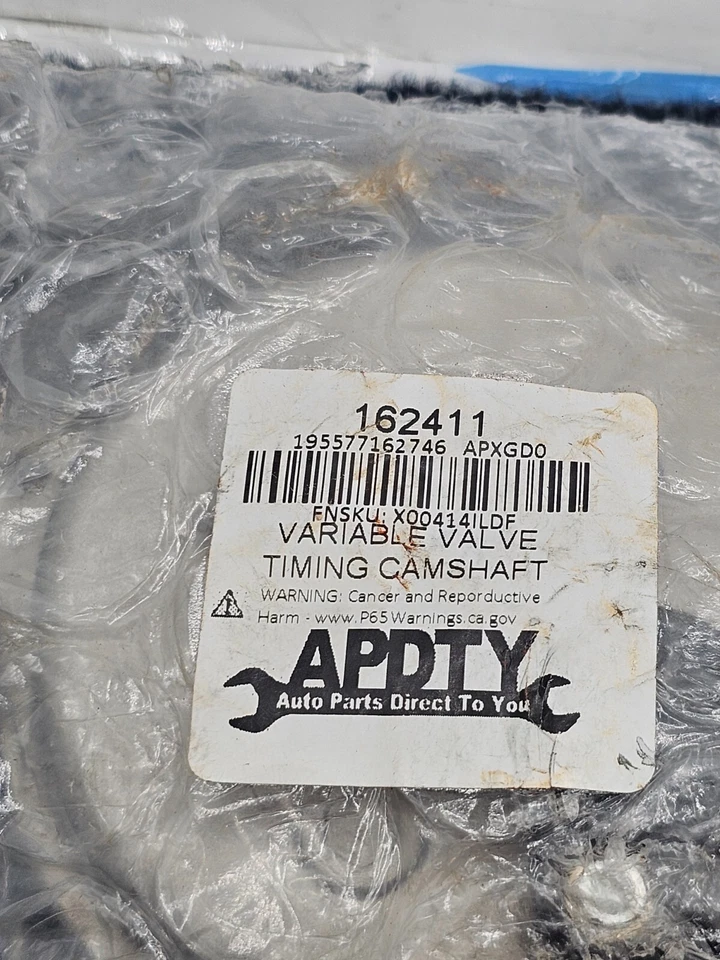 162411
195577162746 APXGD0
FNSKU: X00414ILDF
VARIABLE VALVE
TIMING CAMSHAFT
WARNING: Cancer and Reporductive
Harm - www.P65Warnings.ca.gov
APDTY
Auto Parts Direct To You